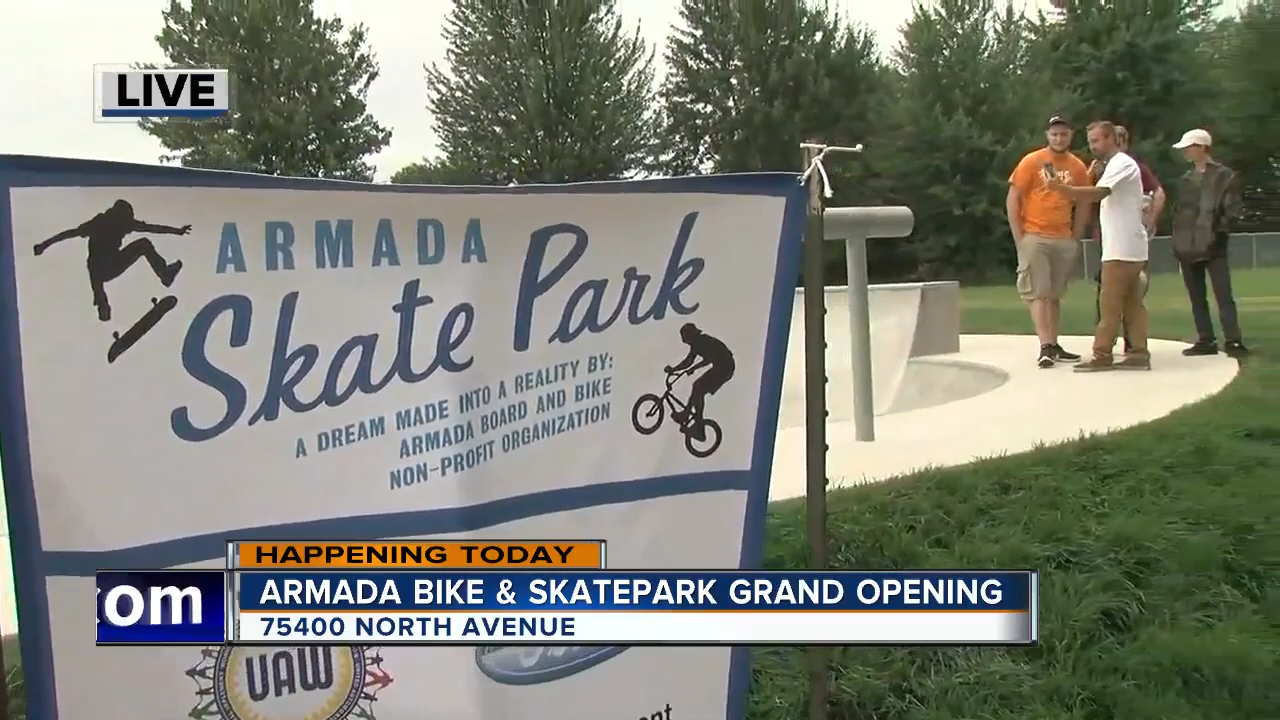 LIVE
ARMADA
Skate Park
A DREAM MADE INTO A REALITY BY:
ARMADA BOARD AND BIKE
NON-PROFIT ORGANIZATION
HAPPENING TODAY
om
ARMADA BIKE & SKATEPARK GRAND OPENING
75400 NORTH AVENUE
UAW